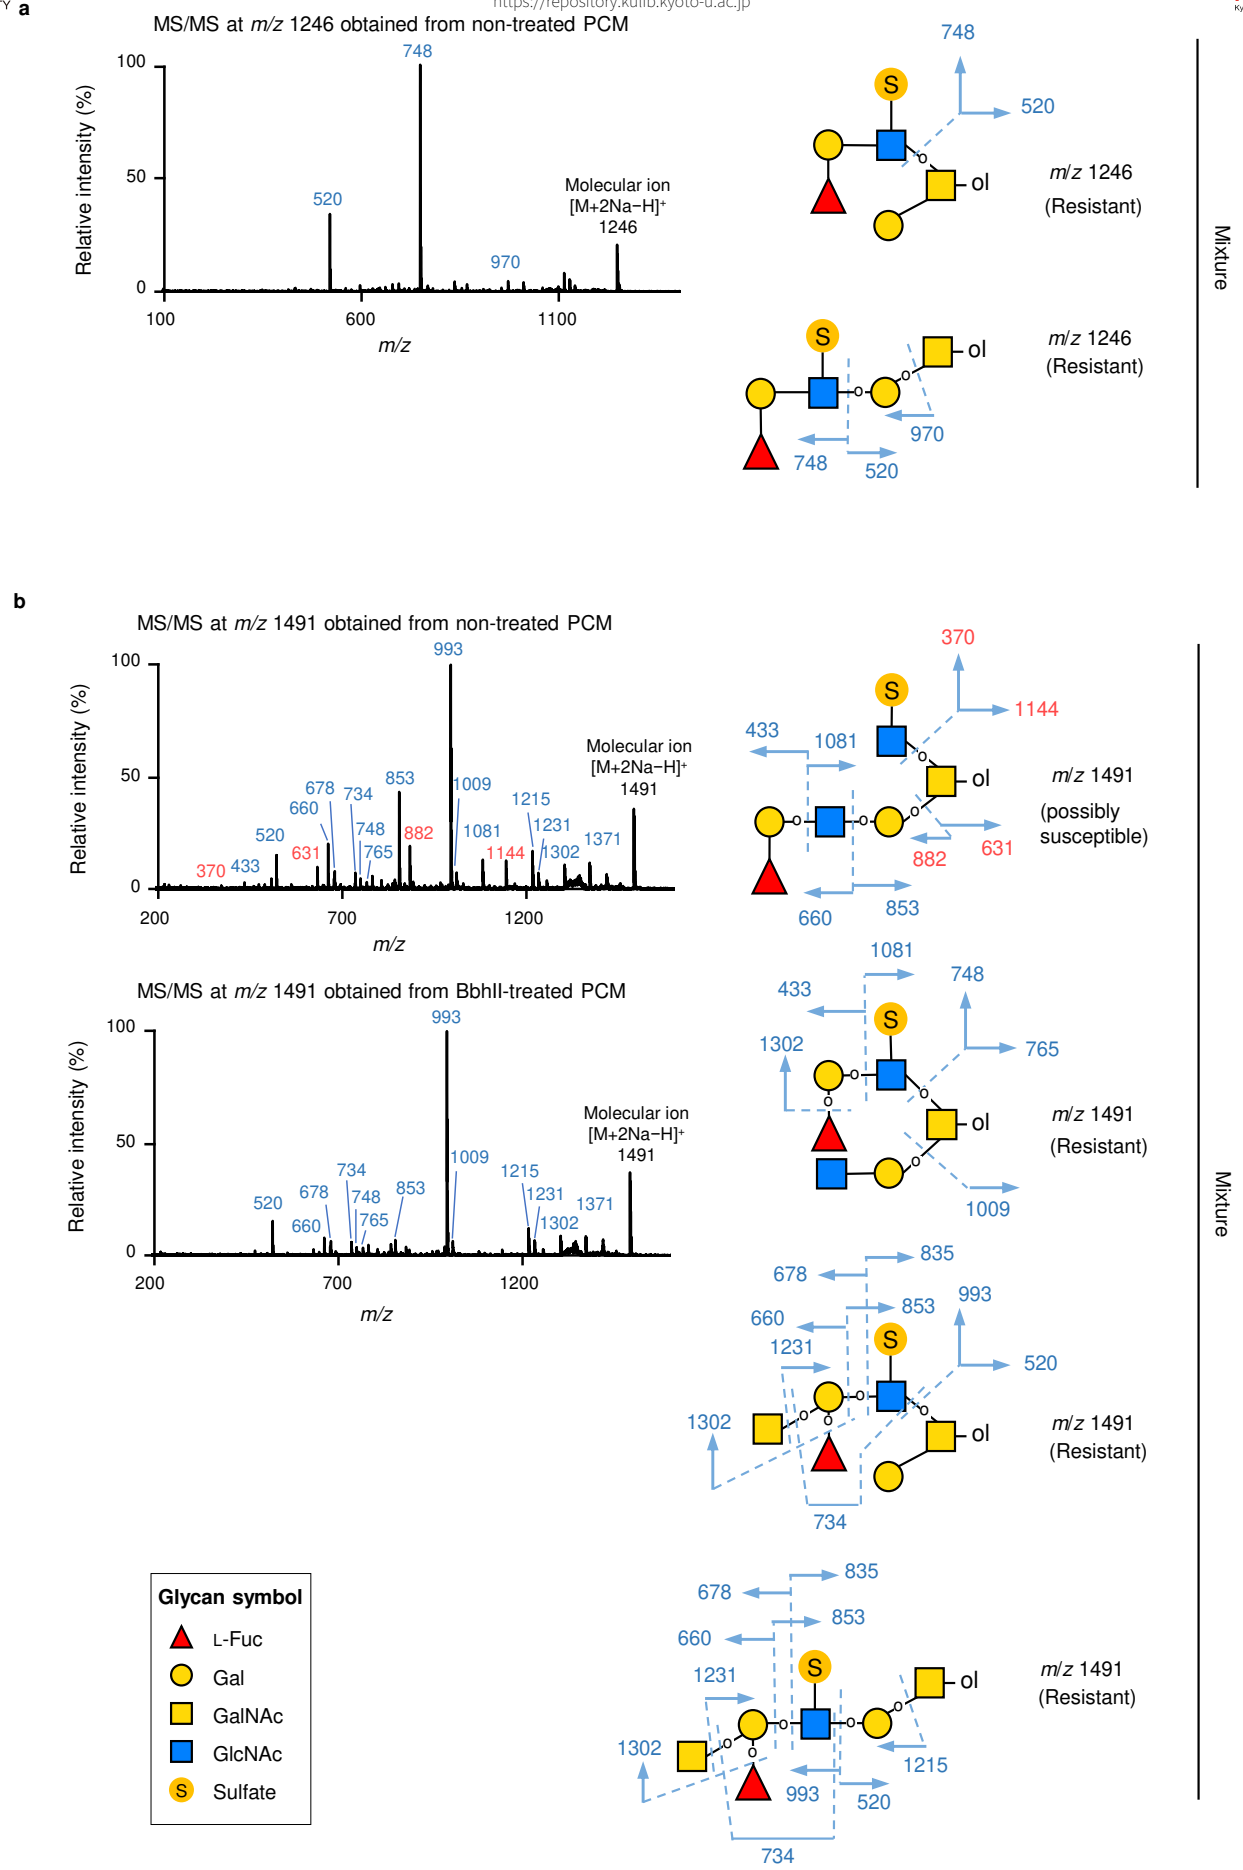 https://repository.kulib.kyoto-u.ac.jp
a
MS/MS at m/z 1246 obtained from non-treated PCM
Relative intensity (%)
100
50
0
748
520
970
Molecular ion
[M+2Na−H]+
1246
100
600
1100
m/z
748
520
S
o
ol
m/z 1246
(Resistant)
S
o
o
ol
m/z 1246
(Resistant)
970
748
520
Mixture
b
MS/MS at m/z 1491 obtained from non-treated PCM
Relative intensity (%)
100
50
0
993
853
1009
678
734
660
748
882
520
631
765
370
433
1081
1144
1215
1231
1302
1371
Molecular ion
[M+2Na−H]+
1491
200
700
1200
m/z
370
1144
433
1081
S
o
ol
o
o
o
882
631
660
853
m/z 1491
(possibly
susceptible)
MS/MS at m/z 1491 obtained from BbhII-treated PCM
Relative intensity (%)
100
50
0
993
1009
734
678
748
853
520
660
765
1215
1231
1302
1371
Molecular ion
[M+2Na−H]+
1491
200
700
1200
m/z
1081
748
433
765
1302
S
o
o
o
ol
o
1009
m/z 1491
(Resistant)
835
678
853
993
660
1231
520
1302
S
o
o
o
o
ol
734
m/z 1491
(Resistant)
835
678
853
660
1231
1302
S
o
o
o
o
o
ol
1215
993
520
734
m/z 1491
(Resistant)
Mixture
Glycan symbol
L-Fuc
Gal
GalNAc
GlcNAc
S Sulfate